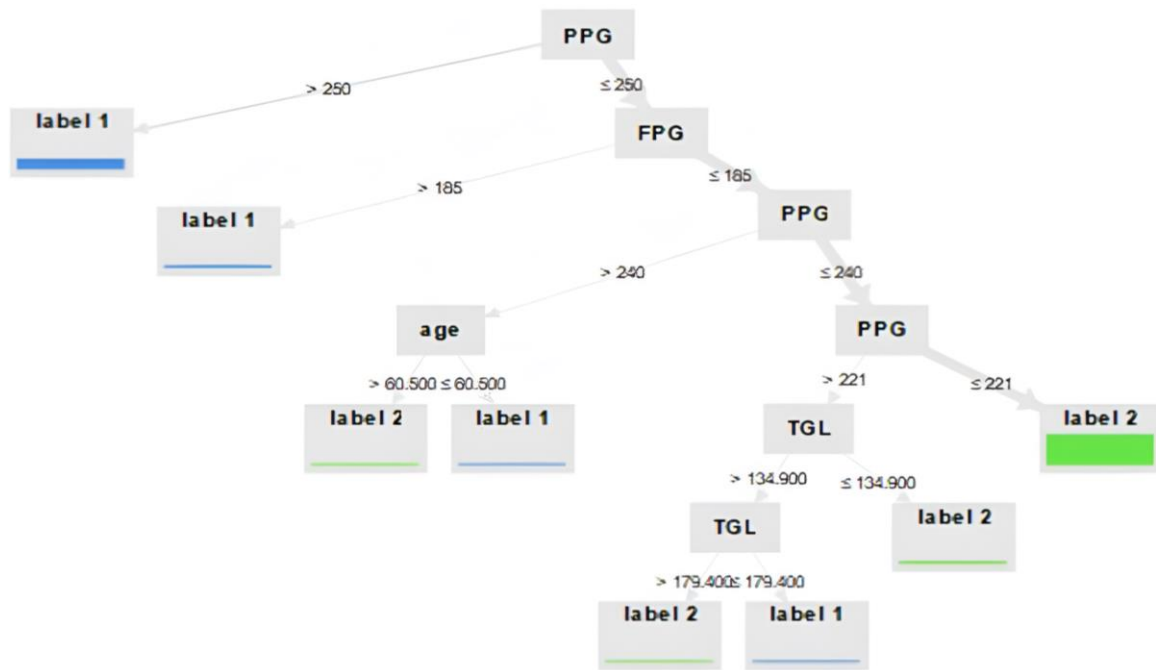 PPG
> 250
≤ 250
label 1
FPG
> 185
≤ 185
label 1
PPG
> 240
≤ 240
age
PPG
> 60.500
≤ 60.500
> 221
≤ 221
label 2
label 1
TGL
label 2
> 134.900
≤ 134.900
TGL
label 2
> 179.400
≤ 179.400
label 2
label 1